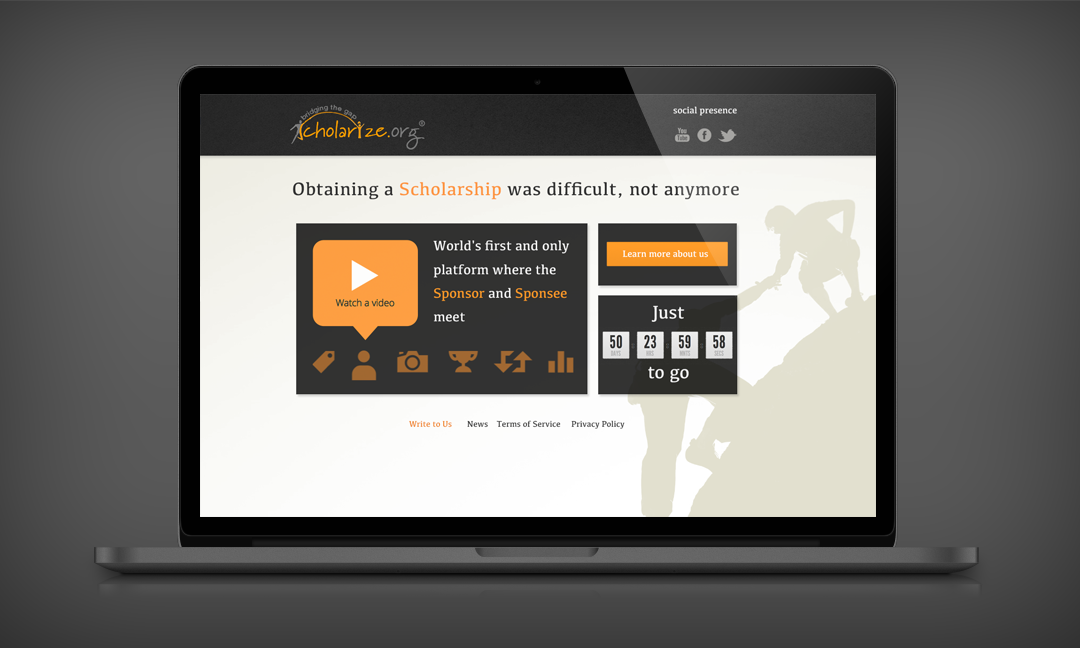 bridging the gap
Scholarize.org®
social presence
You
Tube
Obtaining a Scholarship was difficult, not anymore
World's first and only
platform where the
Sponsor and Sponsee
meet
Watch a video
Learn more about us
Just
50 23 59 58
DAYS HRS MINS SECS
to go
Write to Us News Terms of Service Privacy Policy